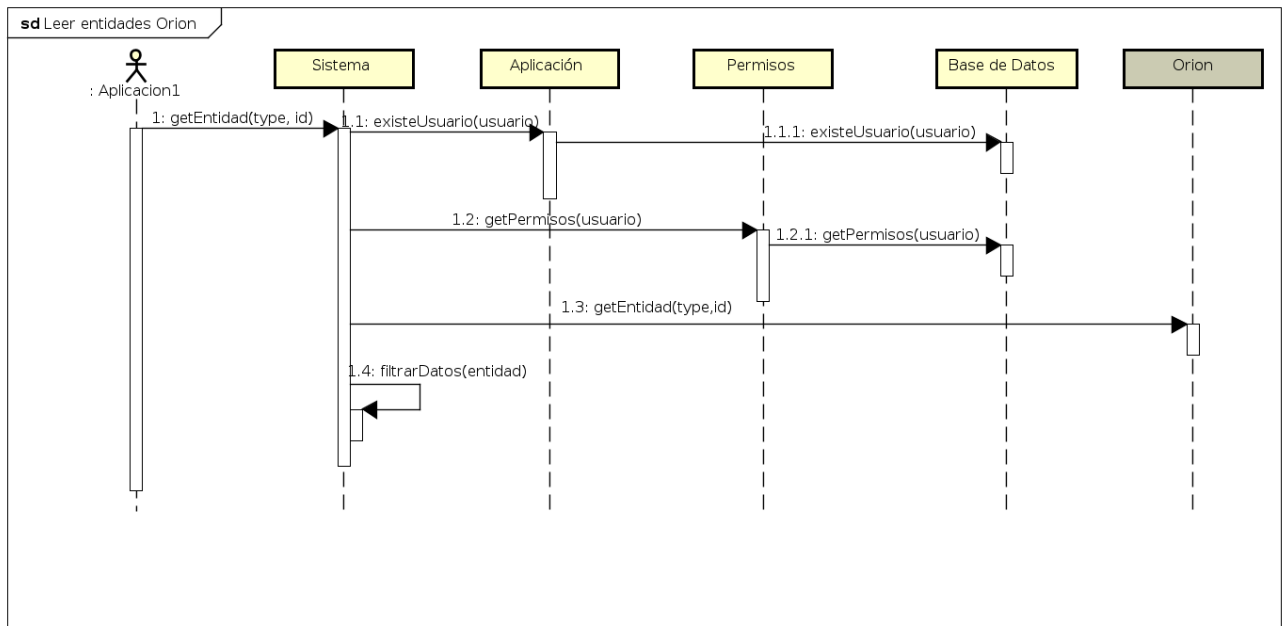 sd Leer entidades Orion
Sistema
Aplicación
Permisos
Base de Datos
Orion
: Aplicacion1
1: getEntidad(type, id)
1.1: existeUsuario(usuario)
1.1.1: existeUsuario(usuario)
1.2: getPermisos(usuario)
1.2.1: getPermisos(usuario)
1.3: getEntidad(type,id)
1.4: filtrarDatos(entidad)